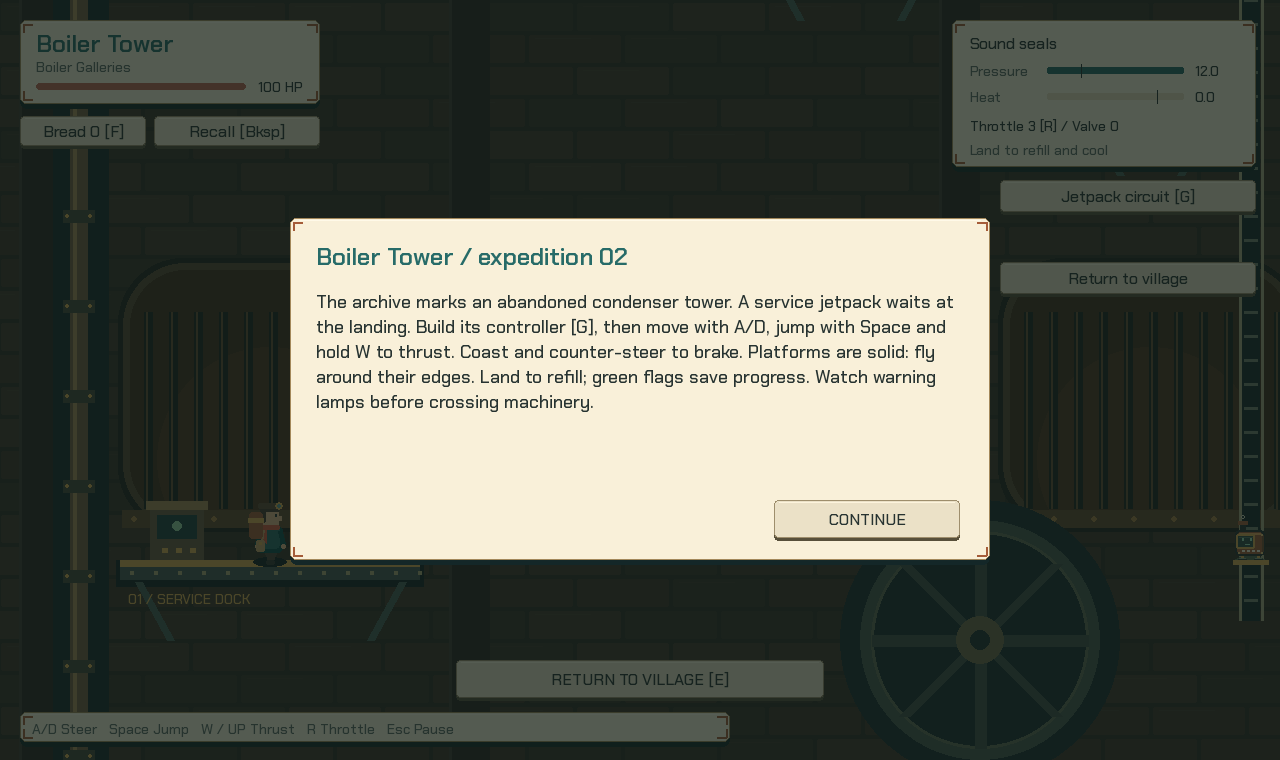 Boiler Tower
Boiler Galleries
100 HP
Bread 0 [F]
Recall [Bksp]
Sound seals
Pressure 12.0
Heat 0.0
Throttle 3 [R] / Valve 0
Land to refill and cool
Jetpack circuit [G]
Return to village
Boiler Tower / expedition 02
The archive marks an abandoned condenser tower. A service jetpack waits at
the landing. Build its controller [G], then move with A/D, jump with Space and
hold W to thrust. Coast and counter-steer to brake. Platforms are solid: fly
around their edges. Land to refill; green flags save progress. Watch warning
lamps before crossing machinery.
CONTINUE
01 / SERVICE DOCK
RETURN TO VILLAGE [E]
A/D Steer Space Jump W / UP Thrust R Throttle Esc Pause